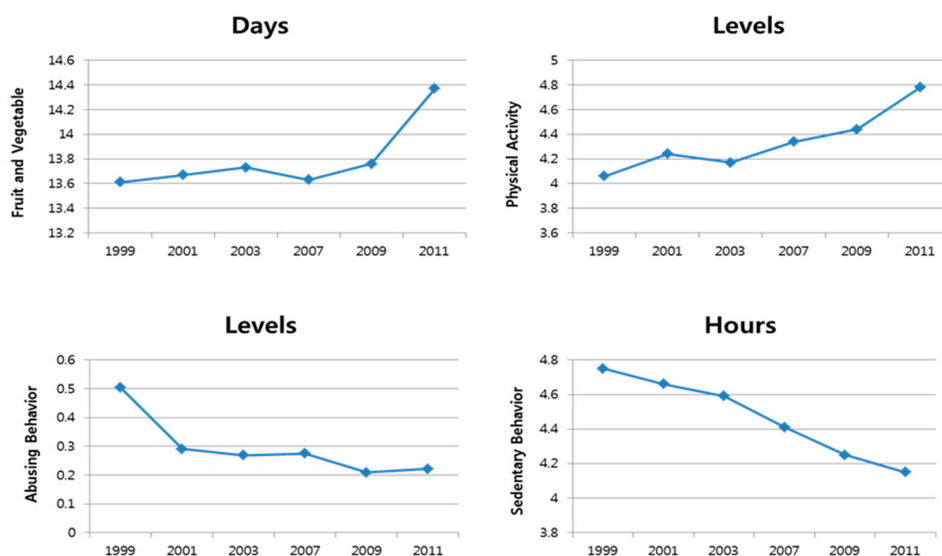 Days
Fruit and Vegetable
14.6
14.4
14.2
14
13.8
13.6
13.4
13.2
1999 2001 2003 2007 2009 2011
Levels
Physical Activity
5
4.8
4.6
4.4
4.2
4
3.8
3.6
1999 2001 2003 2007 2009 2011
Levels
Abusing Behavior
0.6
0.5
0.4
0.3
0.2
0.1
0
1999 2001 2003 2007 2009 2011
Hours
Sedentary Behavior
4.8
4.6
4.4
4.2
4
3.8
1999 2001 2003 2007 2009 2011